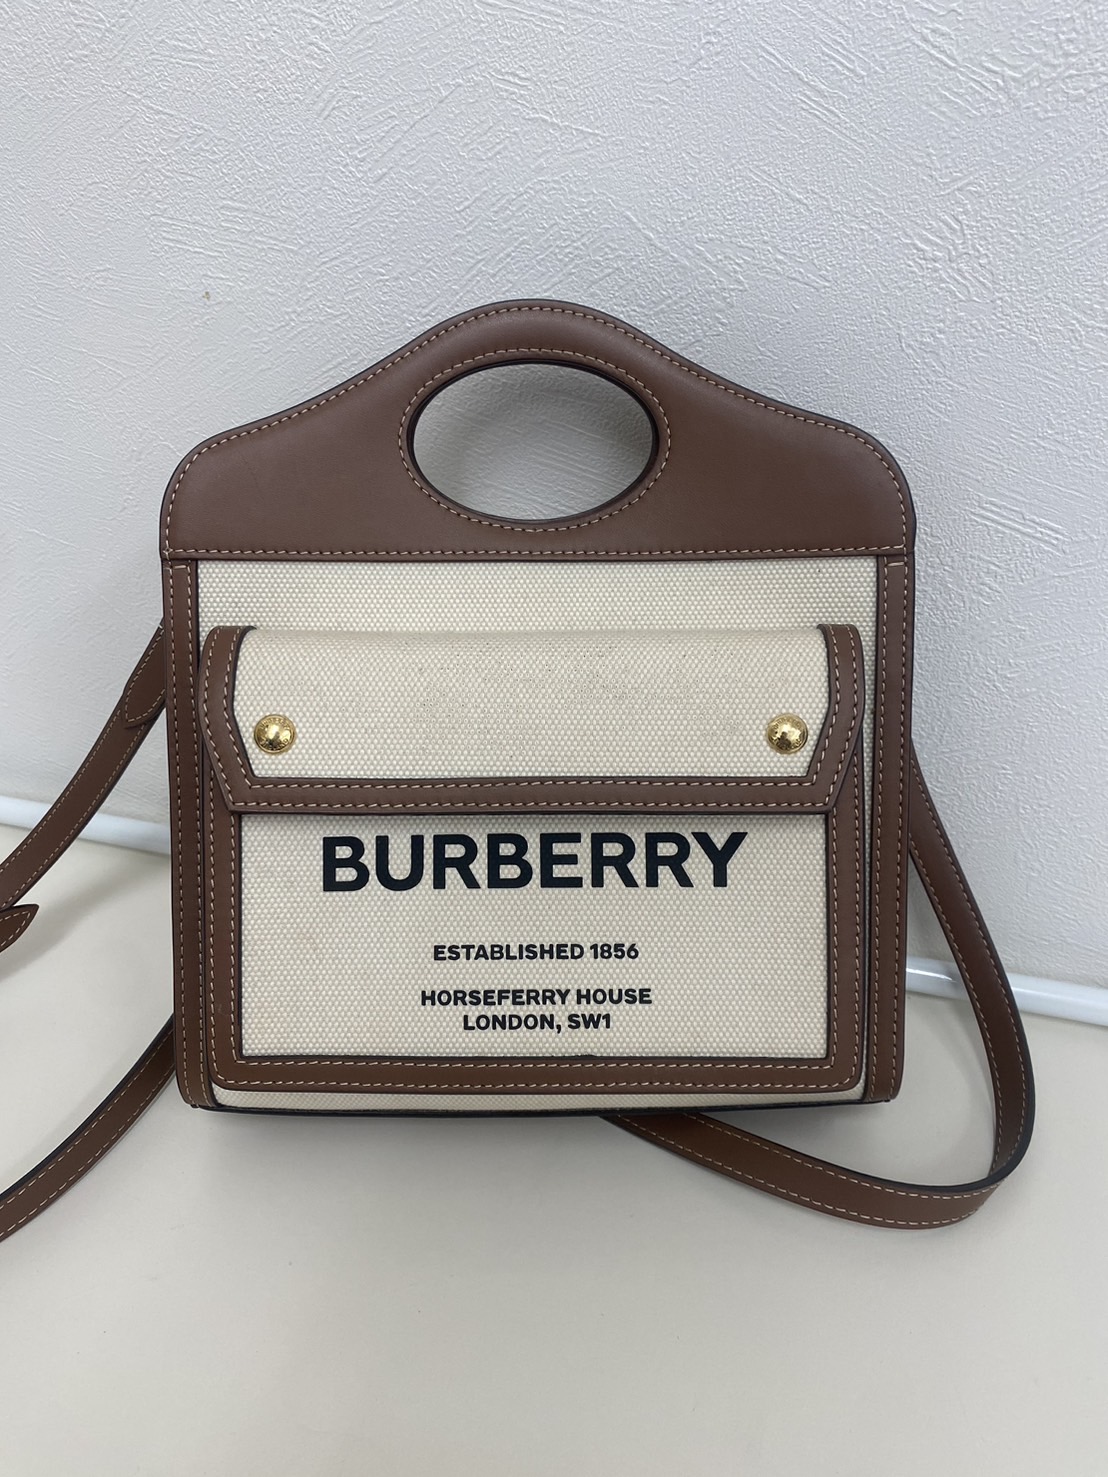 BURBERRY
ESTABLISHED 1856
HORSEFERRY HOUSE
LONDON, SW1